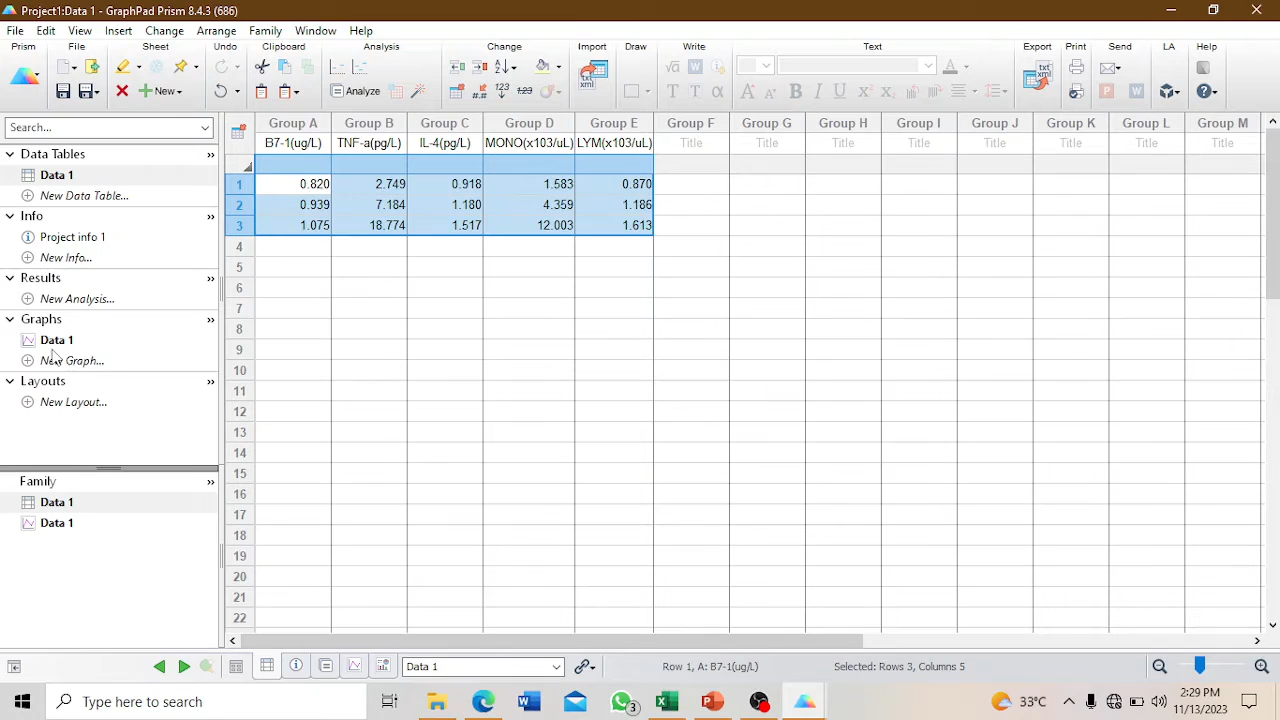 Project1:Data 1 - GraphPad Prism 8.4.3 (686)
File Edit View Insert Change Arrange Family Window Help
Prism File Sheet Undo Clipboard Analysis Change Import Draw Write Text Export Print Send LA Help
New
Analyze
Search...
Data Tables
Data 1
New Data Table...
Info
Project info 1
New Info...
Results
New Analysis...
Graphs
Data 1
New Graph...
Layouts
New Layout...
Family
Data 1
Data 1
Group A Group B Group C Group D Group E Group F Group G Group H Group I Group J Group K Group L Group M
B7-1(ug/L) TNF-a(pg/L) IL-4(pg/L) MONO(x103/uL) LYM(x103/uL) Title Title Title Title Title Title Title Title
1 0.820 2.749 0.918 1.583 0.870
2 0.939 7.184 1.180 4.359 1.186
3 1.075 18.774 1.517 12.003 1.613
4
5
6
7
8
9
10
11
12
13
14
15
16
17
18
19
20
21
22
Data 1 Row 1, A: B7-1(ug/L) Selected: Rows 3, Columns 5
Type here to search
3
33°C
2:29 PM
11/13/2023